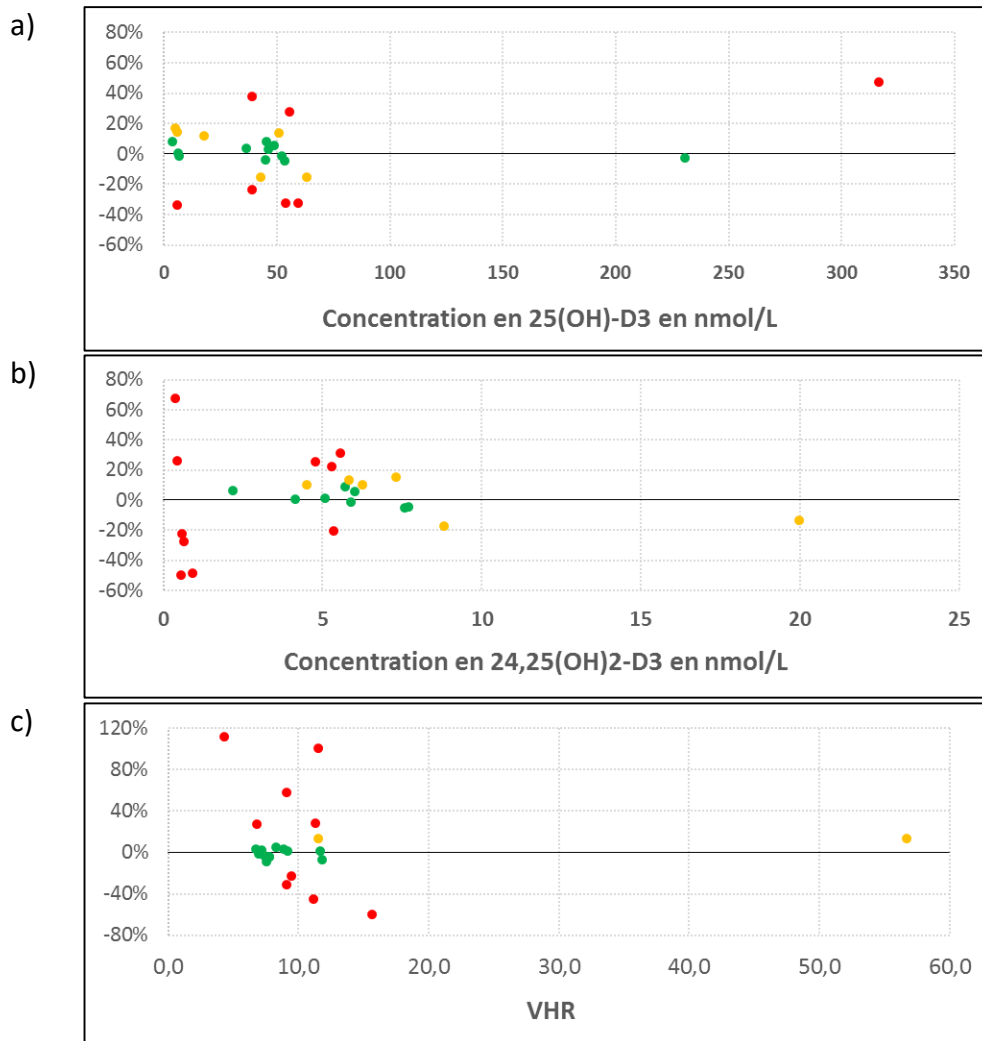 a)
80%
60%
40%
20%
0%
-20%
-40%
-60%
0 50 100 150 200 250 300 350
Concentration en 25(OH)-D3 en nmol/L
b)
80%
60%
40%
20%
0%
-20%
-40%
-60%
0 5 10 15 20 25
Concentration en 24,25(OH)2-D3 en nmol/L
c)
120%
80%
40%
0%
-40%
-80%
0,0 10,0 20,0 30,0 40,0 50,0 60,0
VHR